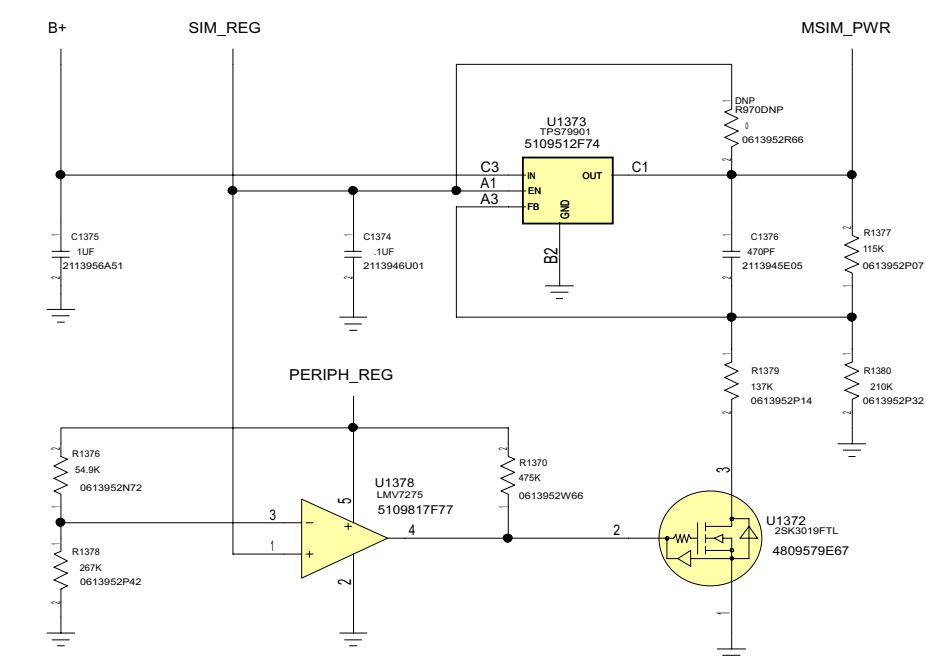 B+
SIM_REG
MSIM_PWR
DNP
R970DNP
0
0613952R66
U1373
TPS79901
5109512F74
C3
A1
A3
IN
EN
FB
OUT
GND
C1
B2
C1375
1UF
2113956A51
C1374
.1UF
2113946U01
C1376
470PF
2113945E05
R1377
115K
0613952P07
R1379
137K
0613952P14
R1380
210K
0613952P32
PERIPH_REG
R1376
54.9K
0613952N72
R1378
267K
0613952P42
U1378
LMV7275
5109817F77
3
1
5
2
4
R1370
475K
0613952W66
2
3
1
U1372
2SK3019FTL
4809579E67